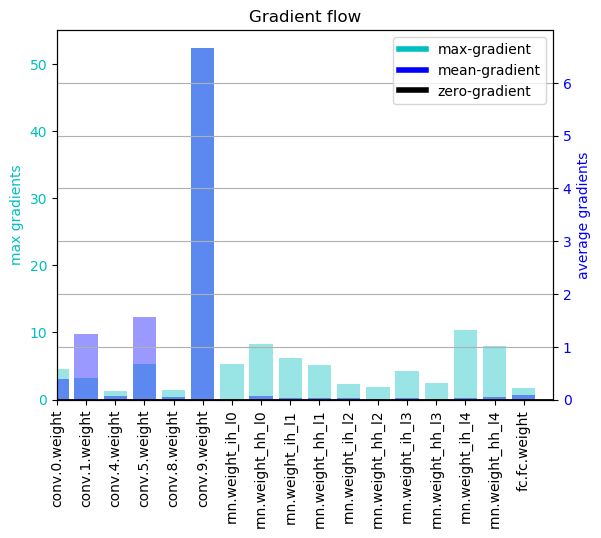 Gradient flow
max-gradient
mean-gradient
zero-gradient
max gradients
50
40
30
20
10
0
6
5
4
3
2
1
0
average gradients
conv.0.weight
conv.1.weight
conv.4.weight
conv.5.weight
conv.8.weight
conv.9.weight
rnn.weight_ih_l0
rnn.weight_hh_l0
rnn.weight_ih_l1
rnn.weight_hh_l1
rnn.weight_ih_l2
rnn.weight_hh_l2
rnn.weight_ih_l3
rnn.weight_hh_l3
rnn.weight_ih_l4
rnn.weight_hh_l4
fc.fc.weight